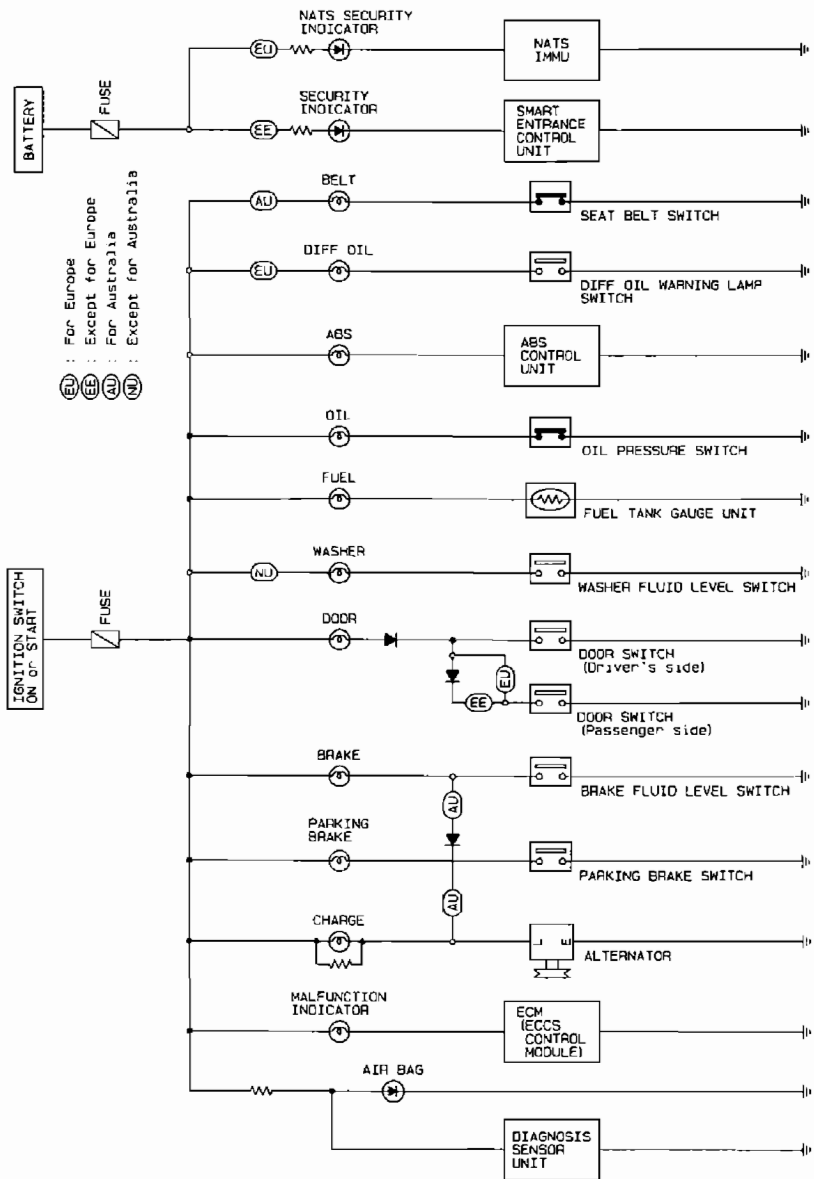 NATS SECURITY
INDICATOR
EU
NATS
IMMU
BATTERY
FUSE
SECURITY
INDICATOR
EE
SMART
ENTRANCE
CONTROL
UNIT
EU : For Europe
EE : Except for Europe
AU : For Australia
NU : Except for Australia
BELT
AU
SEAT BELT SWITCH
DIFF OIL
EU
DIFF OIL WARNING LAMP
SWITCH
ABS
ABS
CONTROL
UNIT
OIL
OIL PRESSURE SWITCH
FUEL
FUEL TANK GAUGE UNIT
WASHER
NU
WASHER FLUID LEVEL SWITCH
IGNITION SWITCH
ON or START
FUSE
DOOR
DOOR SWITCH
(Driver's side)
EU
EE
DOOR SWITCH
(Passenger side)
BRAKE
BRAKE FLUID LEVEL SWITCH
AU
PARKING
BRAKE
PARKING BRAKE SWITCH
AU
CHARGE
L E
ALTERNATOR
MALFUNCTION
INDICATOR
ECM
(ECCS
CONTROL
MODULE)
AIR BAG
DIAGNOSIS
SENSOR
UNIT